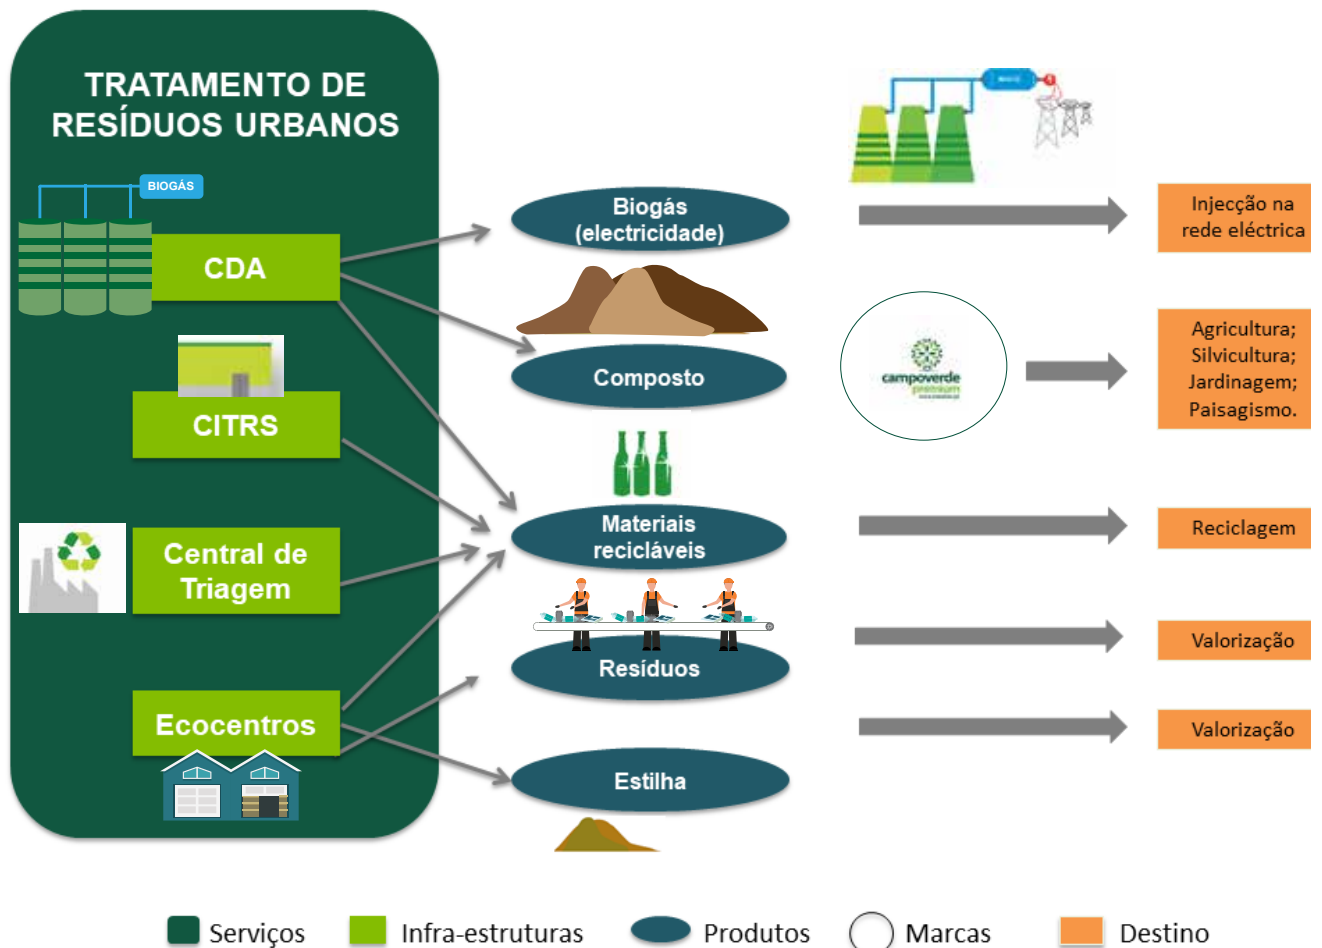 TRATAMENTO DE
RESÍDUOS URBANOS
BIOGÁS
CDA
CITRS
Central de
Triagem
Ecocentros
Biogás
(electricidade)
Composto
Materiais
recicláveis
Resíduos
Estilha
campoverde
premium
Injecção na
rede eléctrica
Agricultura;
Silvicultura;
Jardinagem;
Paisagismo.
Reciclagem
Valorização
Valorização
Serviços
Infra-estruturas
Produtos
Marcas
Destino